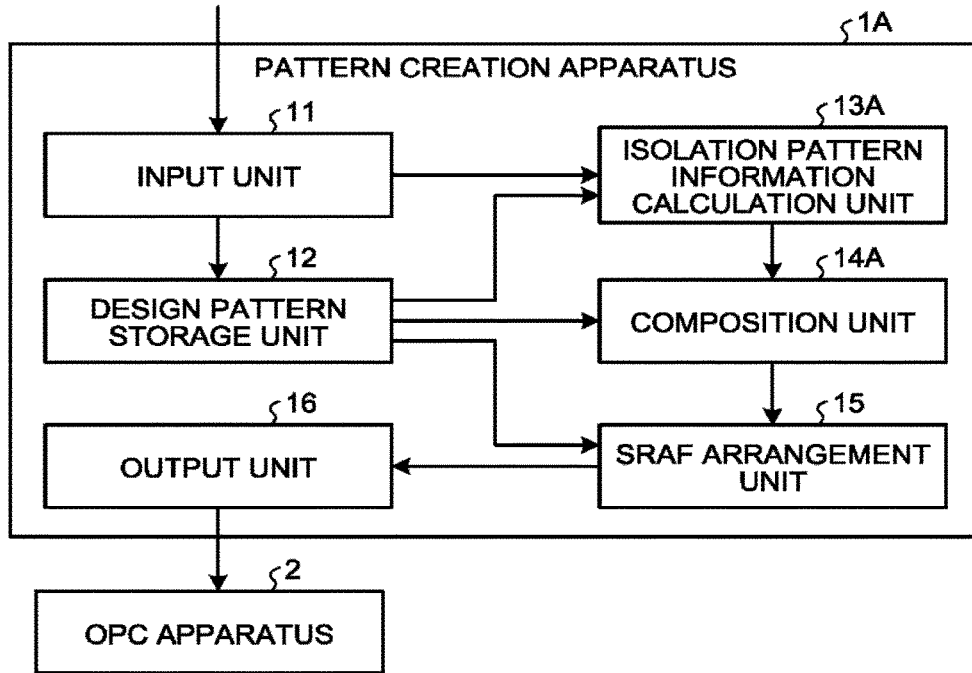 1A
PATTERN CREATION APPARATUS
11
INPUT UNIT
13A
ISOLATION PATTERN
INFORMATION
CALCULATION UNIT
12
DESIGN PATTERN
STORAGE UNIT
14A
COMPOSITION UNIT
16
OUTPUT UNIT
15
SRAF ARRANGEMENT
UNIT
2
OPC APPARATUS